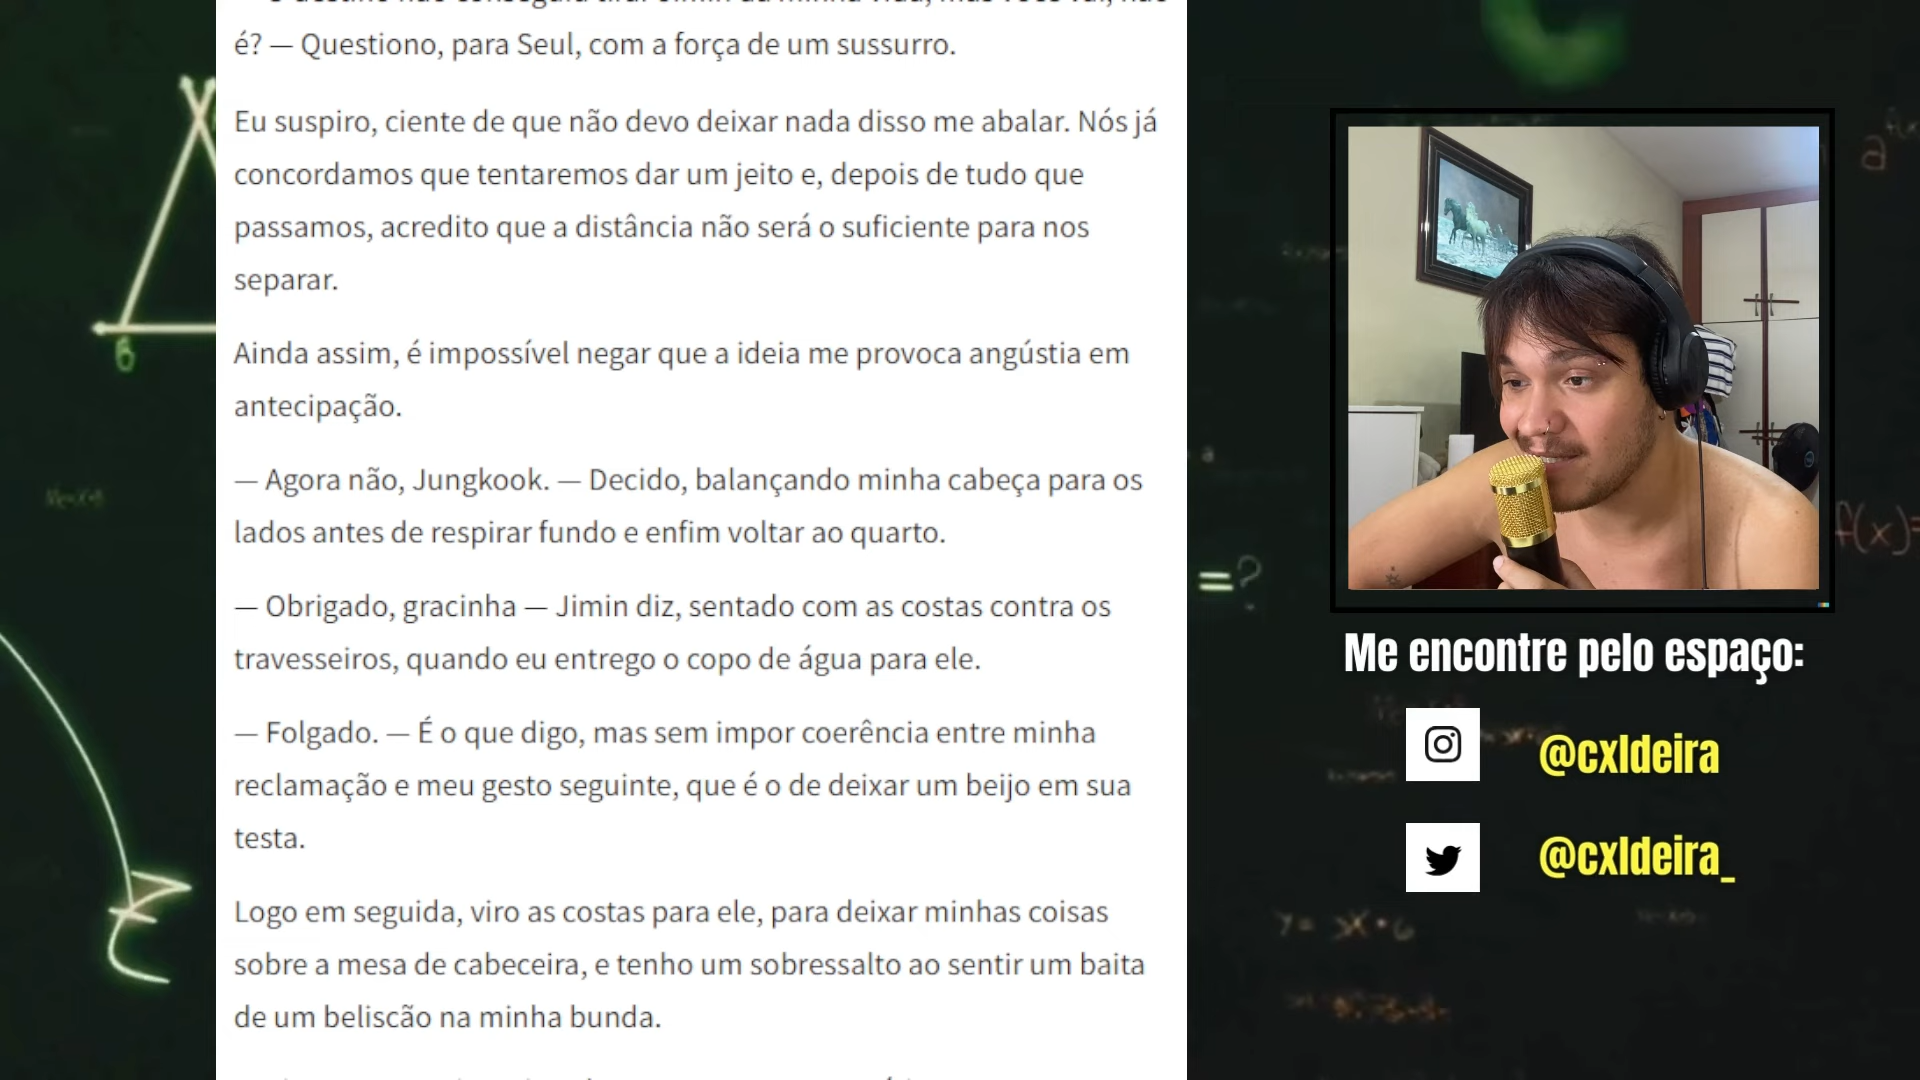 é? — Questiono, para Seul, com a força de um sussurro.
Eu suspiro, ciente de que não devo deixar nada disso me abalar. Nós já
concordamos que tentaremos dar um jeito e, depois de tudo que
passamos, acredito que a distância não será o suficiente para nos
separar.
Ainda assim, é impossível negar que a ideia me provoca angústia em
antecipação.
— Agora não, Jungkook. — Decido, balançando minha cabeça para os
lados antes de respirar fundo e enfim voltar ao quarto.
— Obrigado, gracinha — Jimin diz, sentado com as costas contra os
travesseiros, quando eu entrego o copo de água para ele.
— Folgado. — É o que digo, mas sem impor coerência entre minha
reclamação e meu gesto seguinte, que é o de deixar um beijo em sua
testa.
Logo em seguida, viro as costas para ele, para deixar minhas coisas
sobre a mesa de cabeceira, e tenho um sobressalto ao sentir um baita
de um beliscão na minha bunda.
6
=?
Me encontre pelo espaço:
@cxldeira
@cxldeira_